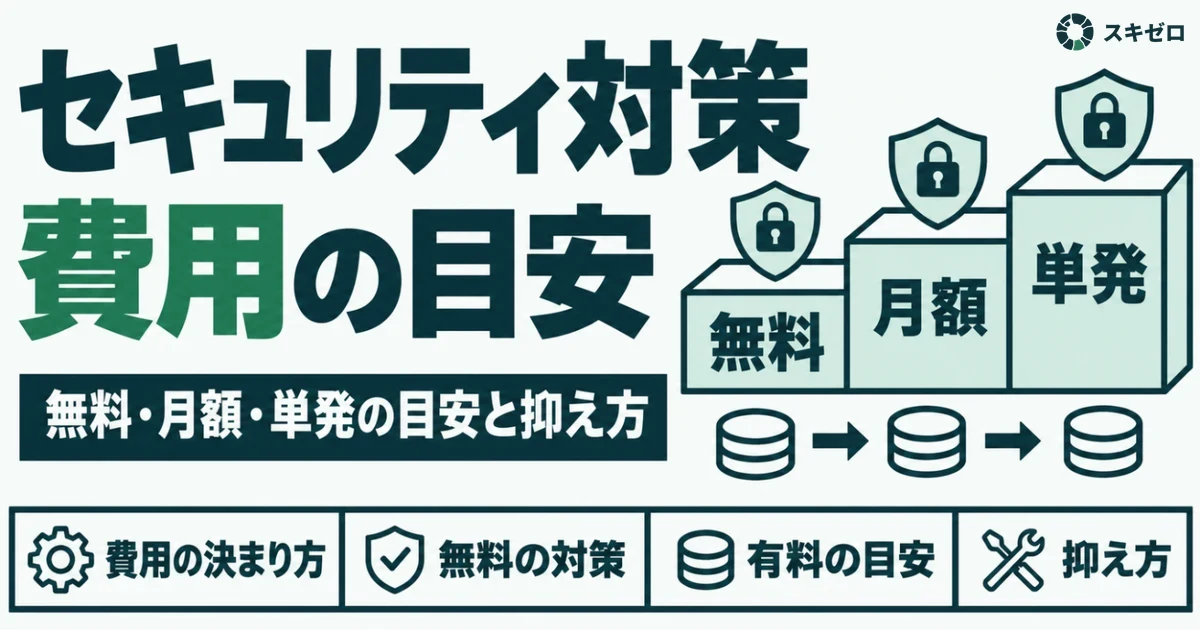 スキゼロ
セキュリティ対策
費用の目安
無料・月額・単発の目安と抑え方
無料
月額
単発
費用の決まり方
無料の対策
有料の目安
抑え方